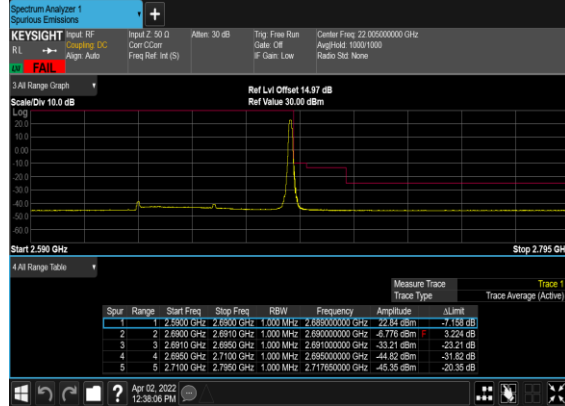 Spectrum Analyzer 1
Spurious Emissions
+
KEYSIGHT
RL
LV FAIL
Input: RF
Coupling: DC
Align: Auto
Input Z: 50 Ω
Corr CCorr
Freq Ref: Int (S)
Atten: 30 dB
Trig: Free Run
Gate: Off
IF Gain: Low
Center Freq: 22.005000000 GHz
Avg|Hold: 1000/1000
Radio Std: None
3 All Range Graph
Scale/Div 10.0 dB
Ref Lvl Offset 14.97 dB
Ref Value 30.00 dBm
Log
20.0
10.0
0.00
-10.0
-20.0
-30.0
-40.0
-50.0
-60.0
Start 2.590 GHz
Stop 2.795 GH
4 All Range Table
Measure Trace Trace 1
Trace Type Trace Average (Active)
Spur Range Start Freq Stop Freq RBW Frequency Amplitude ΔLimit
1 1 2.5900 GHz 2.6900 GHz 1.000 MHz 2.689000000 GHz 22.84 dBm -7.158 dB
2 2 2.6900 GHz 2.6910 GHz 1.000 MHz 2.690000000 GHz -6.776 dBm F 3.224 dB
3 3 2.6910 GHz 2.6950 GHz 1.000 MHz 2.691000000 GHz -33.21 dBm -23.21 dB
4 4 2.6950 GHz 2.7100 GHz 1.000 MHz 2.695000000 GHz -44.82 dBm -31.82 dB
5 5 2.7100 GHz 2.7950 GHz 1.000 MHz 2.717650000 GHz -45.35 dBm -20.35 dB
?
Apr 02, 2022
12:38:06 PM